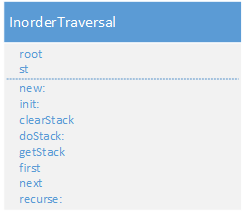 InorderTraversal
root
st
new:
init:
clearStack
doStack:
getStack
first
next
recurse: